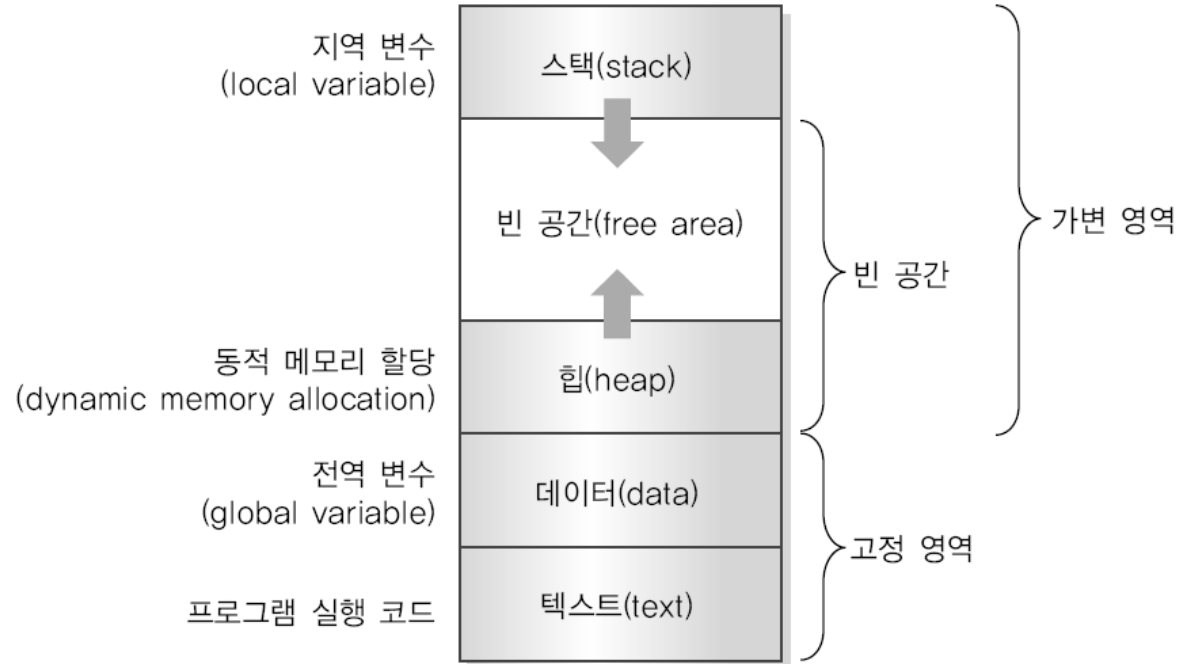 지역 변수
(local variable)
스택(stack)
빈 공간(free area)
가변 영역
빈 공간
동적 메모리 할당
(dynamic memory allocation)
힙(heap)
전역 변수
(global variable)
데이터(data)
고정 영역
프로그램 실행 코드
텍스트(text)